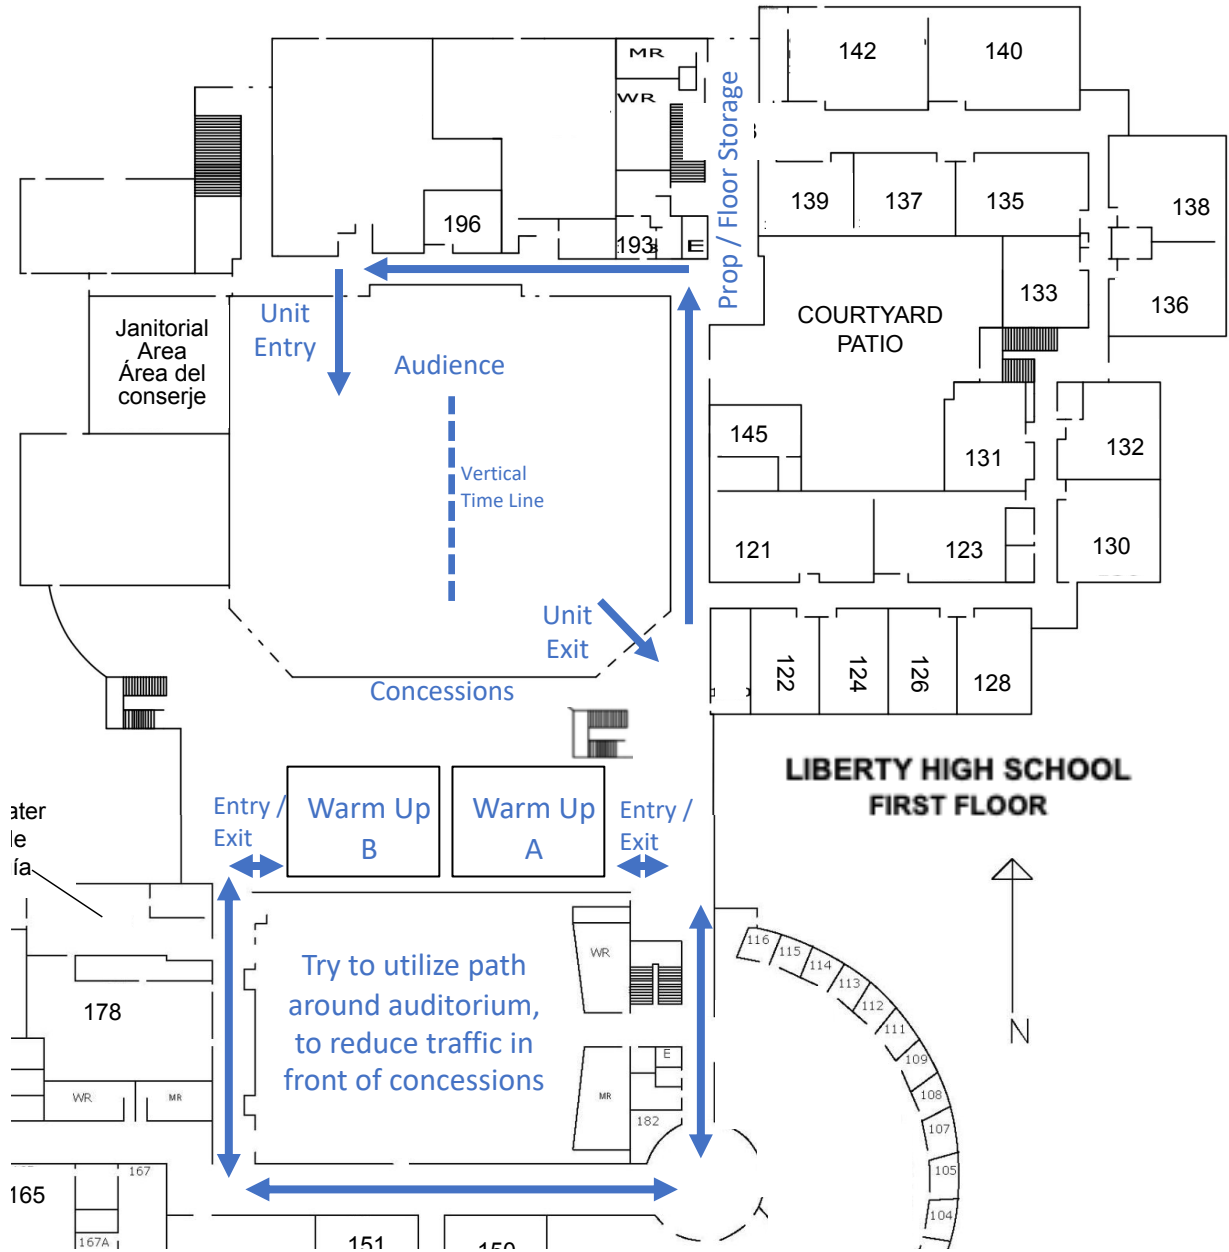 MR
142
140
WR
Prop / Floor Storage
139
137
135
138
196
193
E
133
136
Unit
Entry
COURTYARD
PATIO
Janitorial
Area
Área del
conserje
Audience
145
131
132
Vertical
Time Line
121
123
130
Unit
Exit
122
124
126
128
Concessions
LIBERTY HIGH SCHOOL
FIRST FLOOR
Entry /
Exit
Warm Up
B
Warm Up
A
Entry /
Exit
ater
le
ía
116
115
114
113
112
111
109
108
107
105
104
N
WR
Try to utilize path
around auditorium,
to reduce traffic in
front of concessions
178
E
WR
MR
MR
182
167
165
167A
151
150